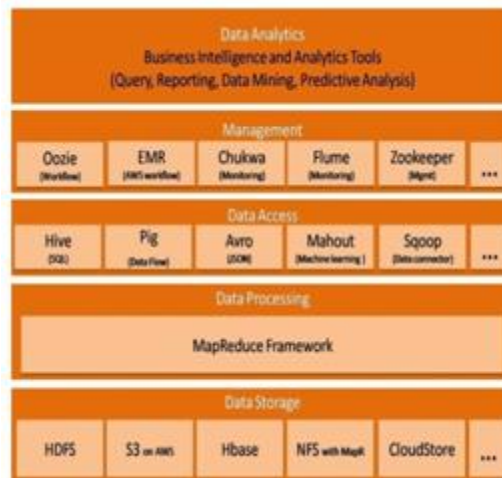 Data Analytics
Business Intelligence and Analytics Tools
(Query, Reporting, Data Mining, Predictive Analysis)
Management
Oozie EMR Chukwa Flume Zookeeper
(Workflow) (AWS workflow) (Monitoring) (Monitoring) (Mgmt) ...
Data Access
Hive Pig Avro Mahout Sqoop
(SQL) (Data Flow) (JSON) (Machine learning ) (Data connector) ...
Data Processing
MapReduce Framework
Data Storage
HDFS S3 on AWS Hbase NFS with MapR CloudStore ...